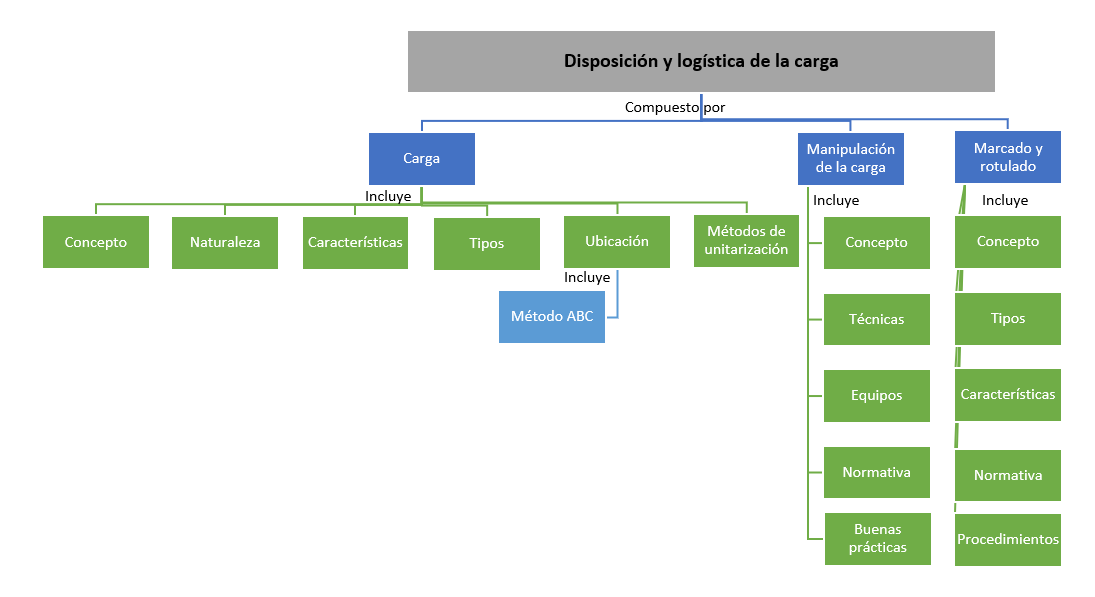 Disposición y logística de la carga
Compuesto por
Carga
Manipulación
de la carga
Marcado y
rotulado
Incluye
Incluye
Incluye
Concepto
Naturaleza
Características
Tipos
Ubicación
Métodos de
unitarización
Incluye
Método ABC
Concepto
Técnicas
Equipos
Normativa
Buenas
prácticas
Concepto
Tipos
Características
Normativa
Procedimientos